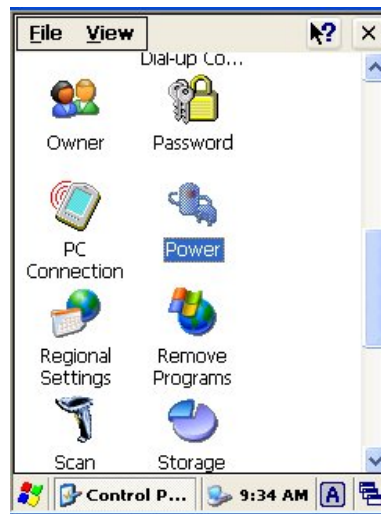 File View
Dial-up Co...
Owner Password
PC
Connection
Power
Regional
Settings
Remove
Programs
Scan Storage
Control P... 9:34 AM A